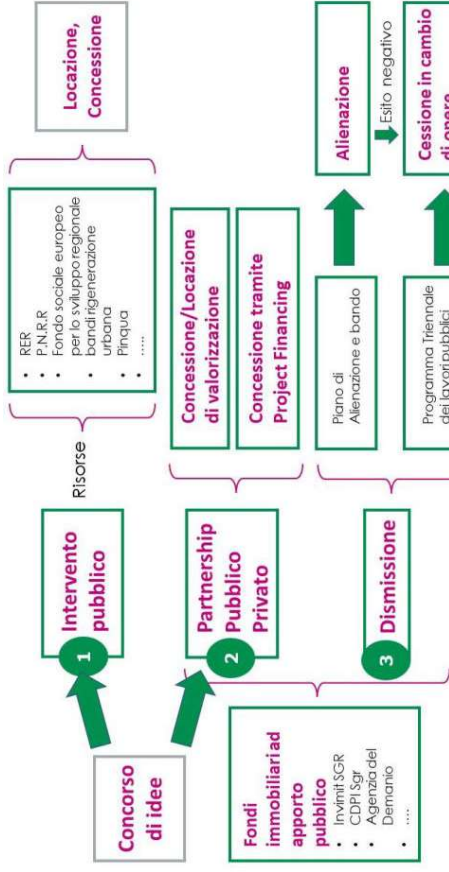 Concorso
di idee
1
Intervento
pubblico
Risorse
• RER
• P.N.R.R
• Fondo sociale europeo
per lo sviluppo regionale
bandi rigenerazione
urbana
• Pinqua
• .....
Locazione,
Concessione
2
Partnership
Pubblico
Privato
Concessione/Locazione
di valorizzazione
Concessione tramite
Project Financing
Fondi
immobiliari ad
apporto
pubblico
• Invimit SGR
• CDPI Sgr
• Agenzia del
Demanio
• ....
3
Dismissione
Piano di
Alienazione e bando
Alienazione
Esito negativo
Programma Triennale
dei lavori pubblici
Cessione in cambio
di opere